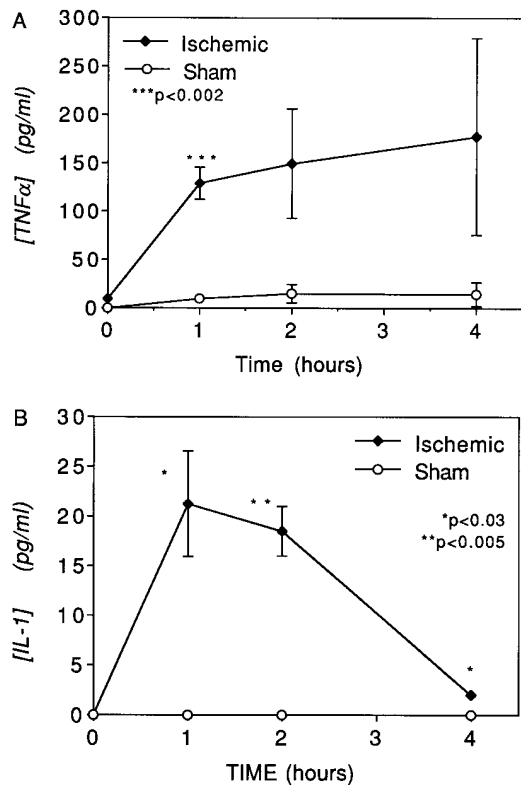 A
300
250
200
150
100
50
0
[TNFα] (pg/ml)
Ischemic
Sham
***p<0.002
***
0 1 2 3 4
Time (hours)
B
30
25
20
15
10
5
0
[IL-1] (pg/ml)
Ischemic
Sham
*p<0.03
**p<0.005
*
**
*
0 1 2 3 4
TIME (hours)